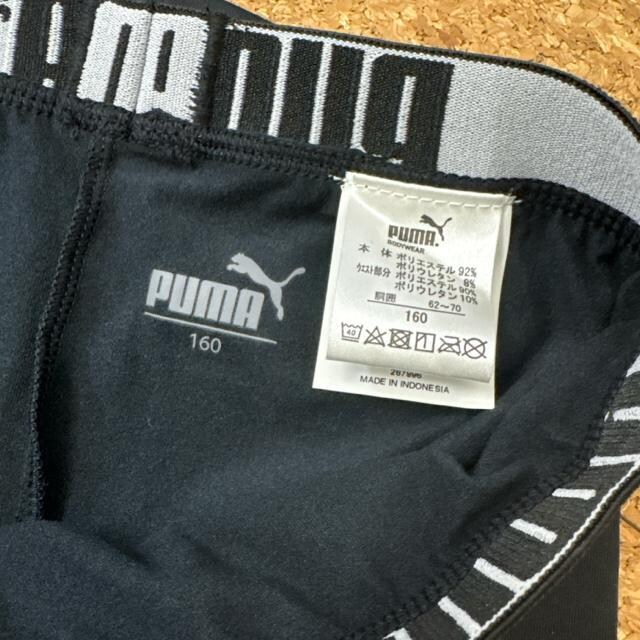 PUMA
160
PUMA
BODYWEAR
本体 ポリエステル 92%
ポリウレタン 8%
ウエスト部分 ポリエステル
ポリウレタン 10%
胴囲 62～70
160
MADE IN INDONESIA